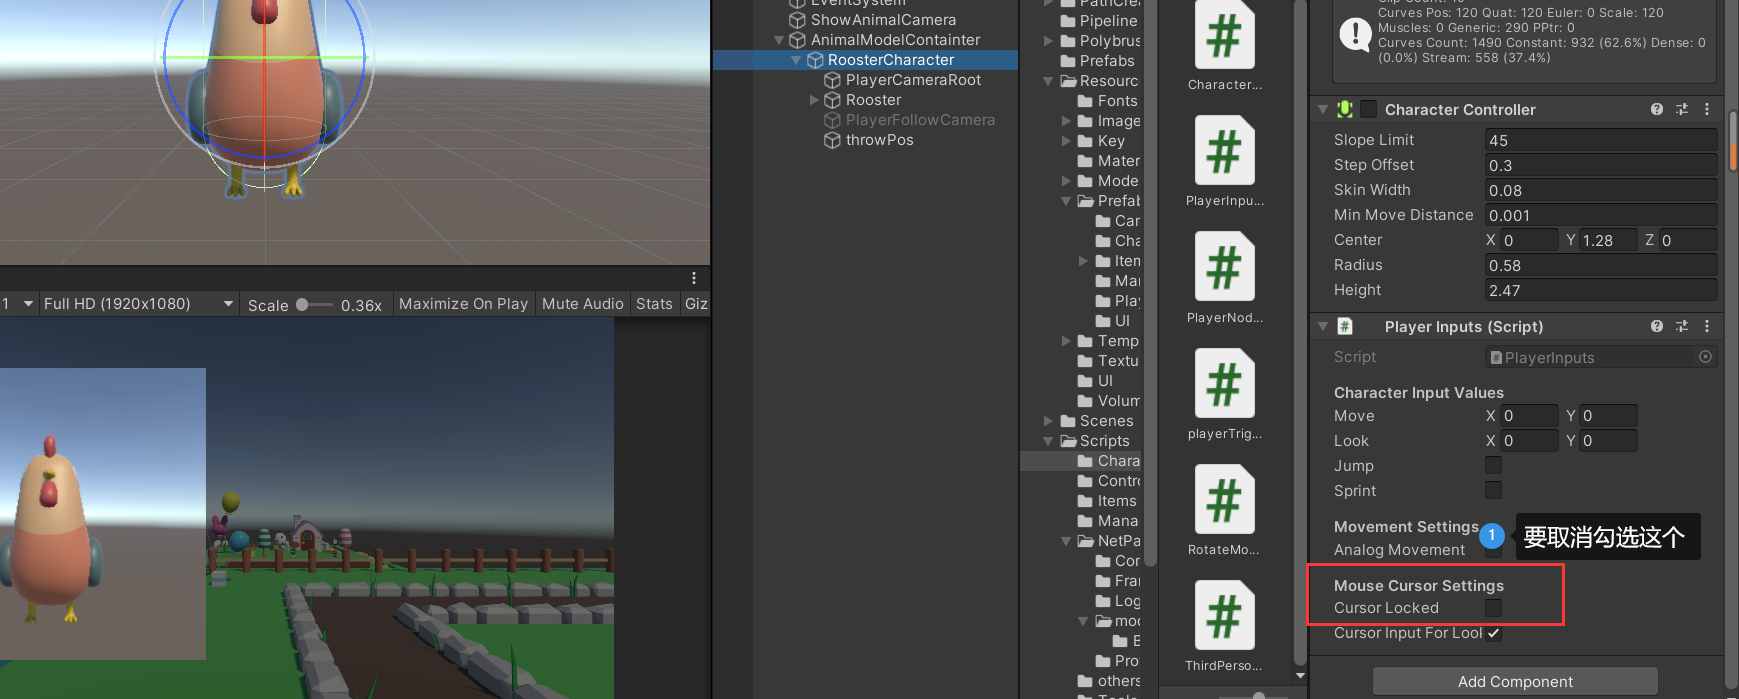 EventSystem
ShowAnimalCamera
AnimalModelContainter
RoosterCharacter
PlayerCameraRoot
Rooster
PlayerFollowCamera
throwPos
1
Full HD (1920x1080)
Scale
0.36x
Maximize On Play
Mute Audio
Stats
Giz
PathCrea
Pipeline
Polybrus
Prefabs
Resourc
Fonts
Image
Key
Mater
Mode
Prefab
Car
Cha
Item
Mar
Play
UI
Temp
Textu
UI
Volum
Scenes
Scripts
Chara
Contro
Items
Mana
NetPa
Cor
Fra
Log
moc
B
Pro
others
Tools
Character...
PlayerInpu...
PlayerNod...
playerTrig...
RotateMo...
ThirdPerso...
Curves Pos: 120 Quat: 120 Euler: 0 Scale: 120
Muscles: 0 Generic: 290 PPtr: 0
Curves Count: 1490 Constant: 932 (62.6%) Dense: 0
(0.0%) Stream: 558 (37.4%)
Character Controller
Slope Limit 45
Step Offset 0.3
Skin Width 0.08
Min Move Distance 0.001
Center X 0 Y 1.28 Z 0
Radius 0.58
Height 2.47
Player Inputs (Script)
Script PlayerInputs
Character Input Values
Move X 0 Y 0
Look X 0 Y 0
Jump
Sprint
Movement Settings
1 要取消勾选这个
Analog Movement
Mouse Cursor Settings
Cursor Locked
Cursor Input For Lool
Add Component